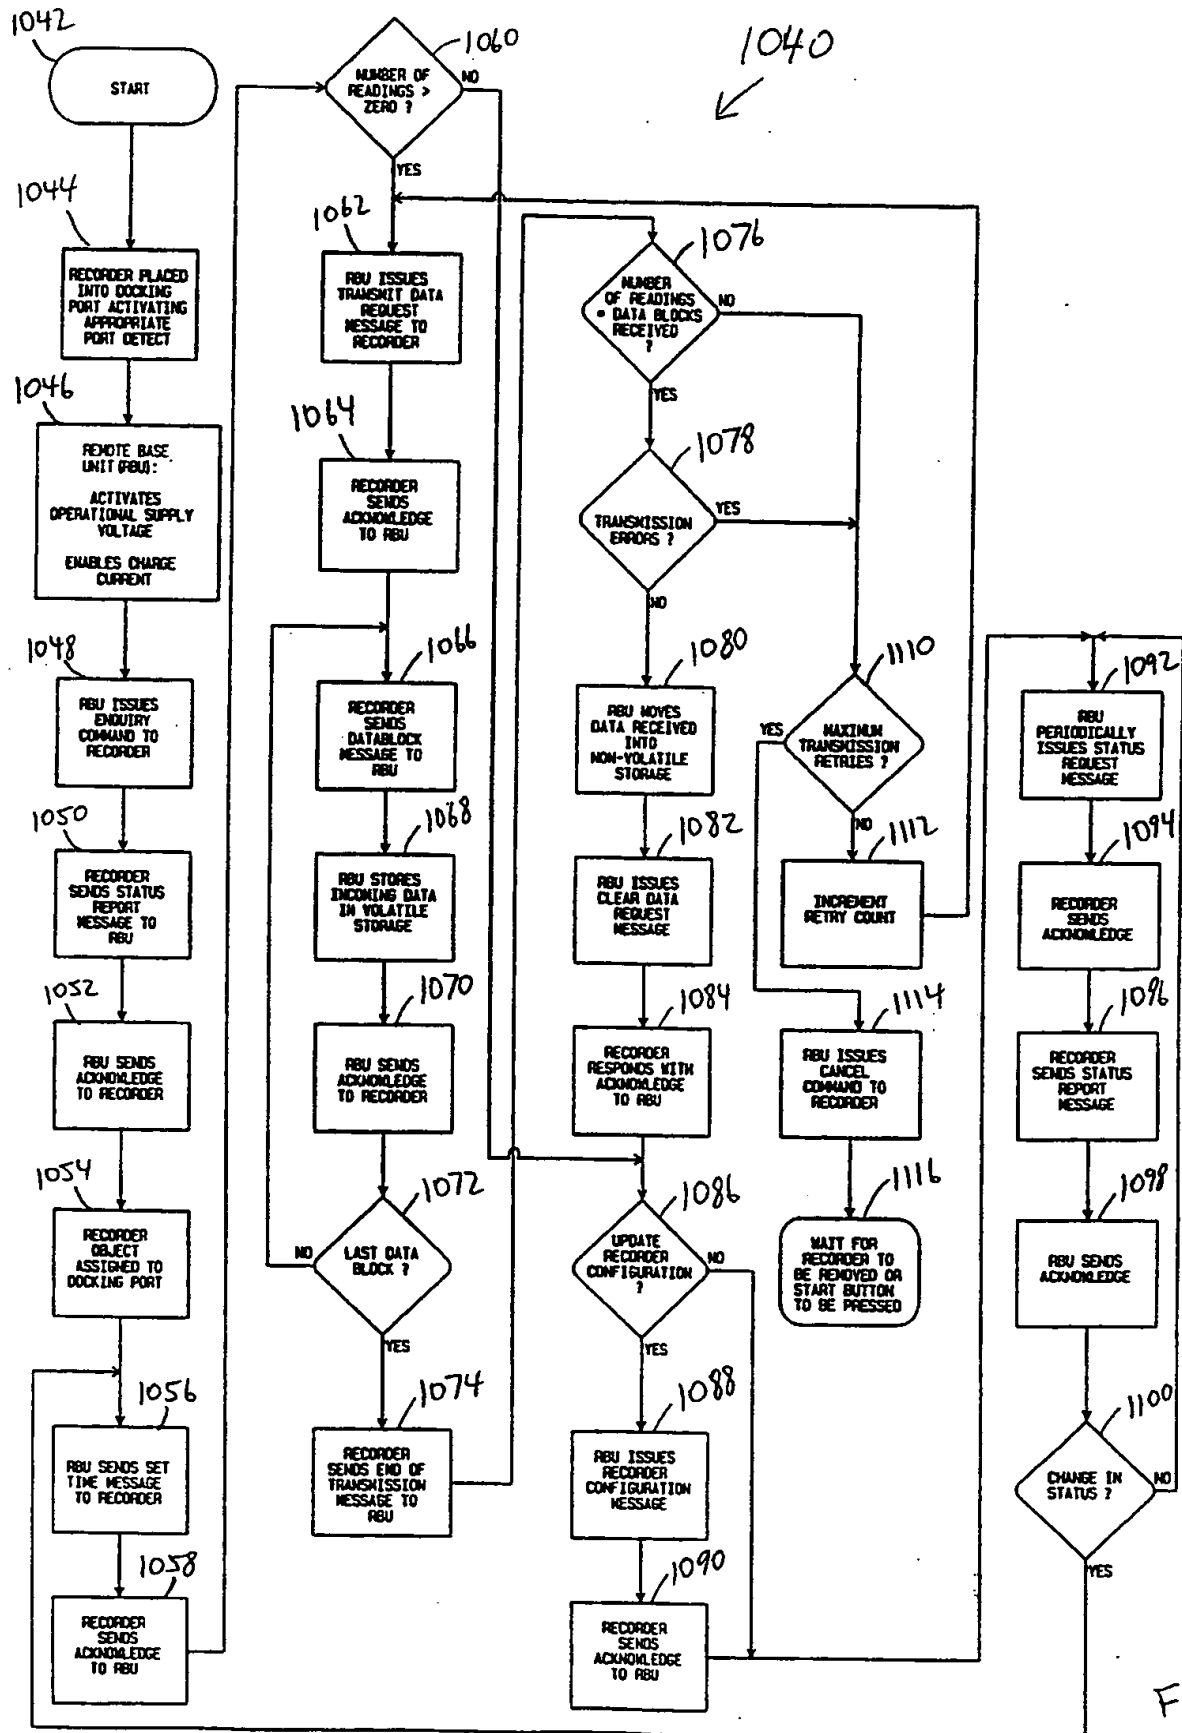 1042
START
1044
RECORDER PLACED
INTO DOCKING
PORT ACTIVATING
APPROPRIATE
PORT DETECT
1046
REMOTE BASE
UNIT (RBU):
ACTIVATES
OPERATIONAL SUPPLY
VOLTAGE
ENABLES CHARGE
CURRENT
1048
RBU ISSUES
ENQUIRY
COMMAND TO
RECORDER
1050
RECORDER
SENDS STATUS
REPORT
MESSAGE TO
RBU
1052
RBU SENDS
ACKNOWLEDGE
TO RECORDER
1054
RECORDER
OBJECT
ASSIGNED TO
DOCKING PORT
1056
RBU SENDS SET
TIME MESSAGE
TO RECORDER
1058
RECORDER
SENDS
ACKNOWLEDGE
TO RBU
1060
NUMBER OF
READINGS >
ZERO ?
NO
YES
1062
RBU ISSUES
TRANSMIT DATA
REQUEST
MESSAGE TO
RECORDER
1064
RECORDER
SENDS
ACKNOWLEDGE
TO RBU
1066
RECORDER
SENDS
DATABLOCK
MESSAGE TO
RBU
1068
RBU STORES
INCOMING DATA
IN VOLATILE
STORAGE
1070
RBU SENDS
ACKNOWLEDGE
TO RECORDER
1072
LAST DATA
BLOCK ?
NO
YES
1074
RECORDER
SENDS END OF
TRANSMISSION
MESSAGE TO
RBU
1040
1076
NUMBER
OF READINGS
= DATA BLOCKS
RECEIVED
?
NO
YES
1078
TRANSMISSION
ERRORS ?
YES
NO
1080
RBU MOVES
DATA RECEIVED
INTO
NON-VOLATILE
STORAGE
1082
RBU ISSUES
CLEAR DATA
REQUEST
MESSAGE
1084
RECORDER
RESPONDS WITH
ACKNOWLEDGE
TO RBU
1086
UPDATE
RECORDER
CONFIGURATION
?
NO
YES
1088
RBU ISSUES
RECORDER
CONFIGURATION
MESSAGE
1090
RECORDER
SENDS
ACKNOWLEDGE
TO RBU
1110
MAXIMUM
TRANSMISSION
RETRIES ?
YES
NO
1112
INCREMENT
RETRY COUNT
1114
RBU ISSUES
CANCEL
COMMAND TO
RECORDER
1116
WAIT FOR
RECORDER TO
BE REMOVED OR
START BUTTON
TO BE PRESSED
1092
RBU
PERIODICALLY
ISSUES STATUS
REQUEST
MESSAGE
1094
RECORDER
SENDS
ACKNOWLEDGE
1096
RECORDER
SENDS STATUS
REPORT
MESSAGE
1098
RBU SENDS
ACKNOWLEDGE
1100
CHANGE IN
STATUS ?
NO
YES
F